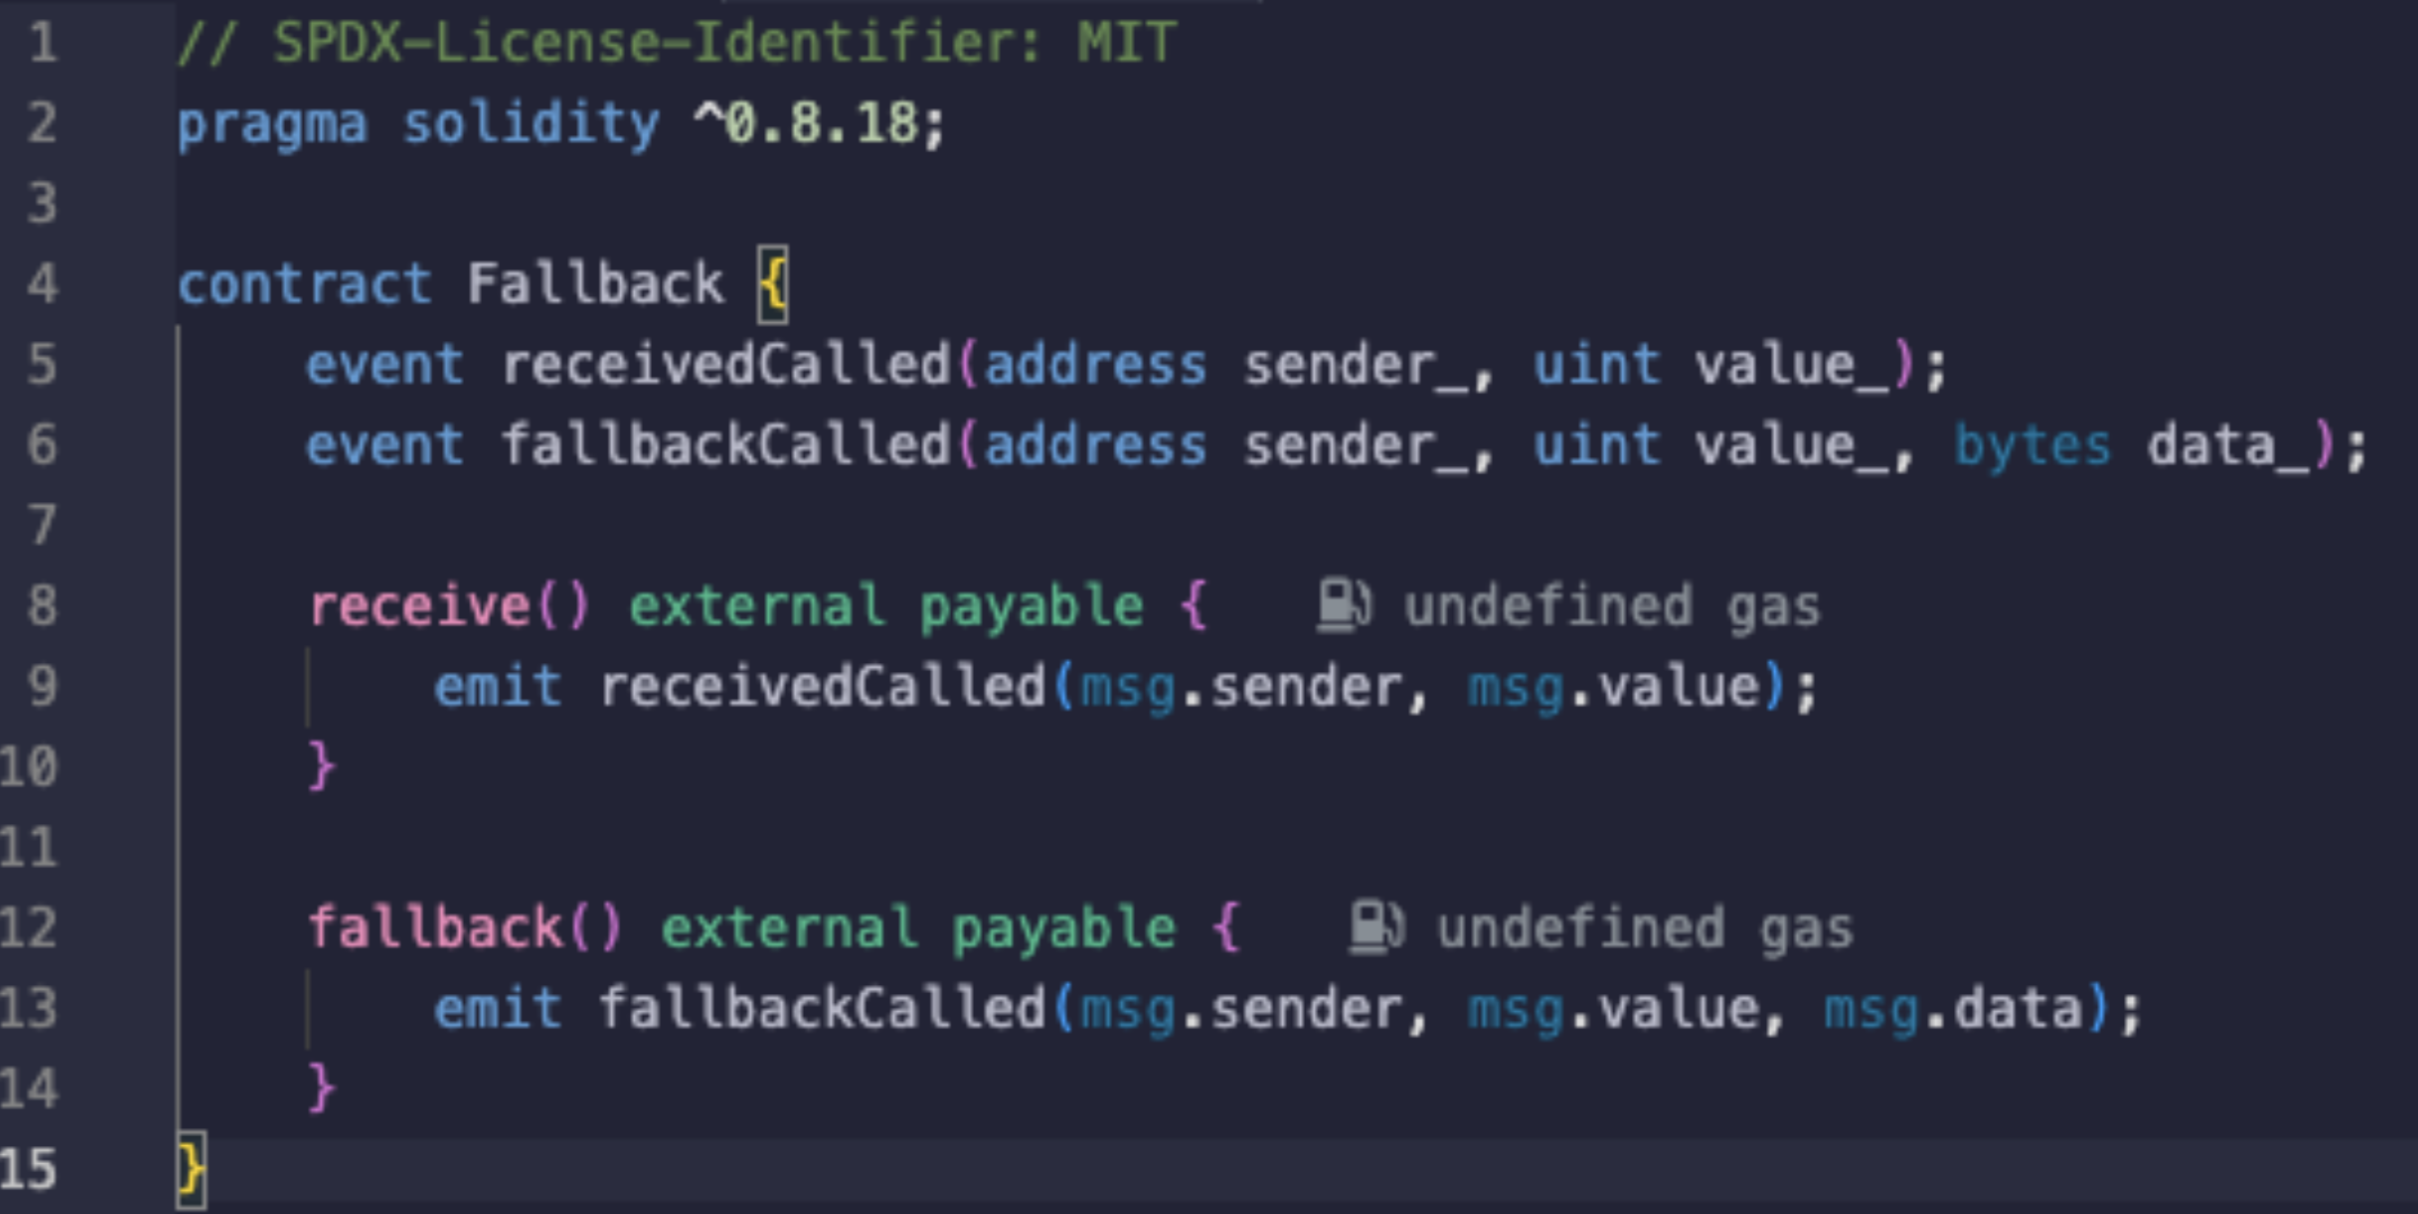 1 // SPDX-License-Identifier: MIT
2 pragma solidity ^0.8.18;
3
4 contract Fallback {
5     event receivedCalled(address sender_, uint value_);
6     event fallbackCalled(address sender_, uint value_, bytes data_);
7
8     receive() external payable {    undefined gas
9         emit receivedCalled(msg.sender, msg.value);
10     }
11
12     fallback() external payable {    undefined gas
13         emit fallbackCalled(msg.sender, msg.value, msg.data);
14     }
15 }